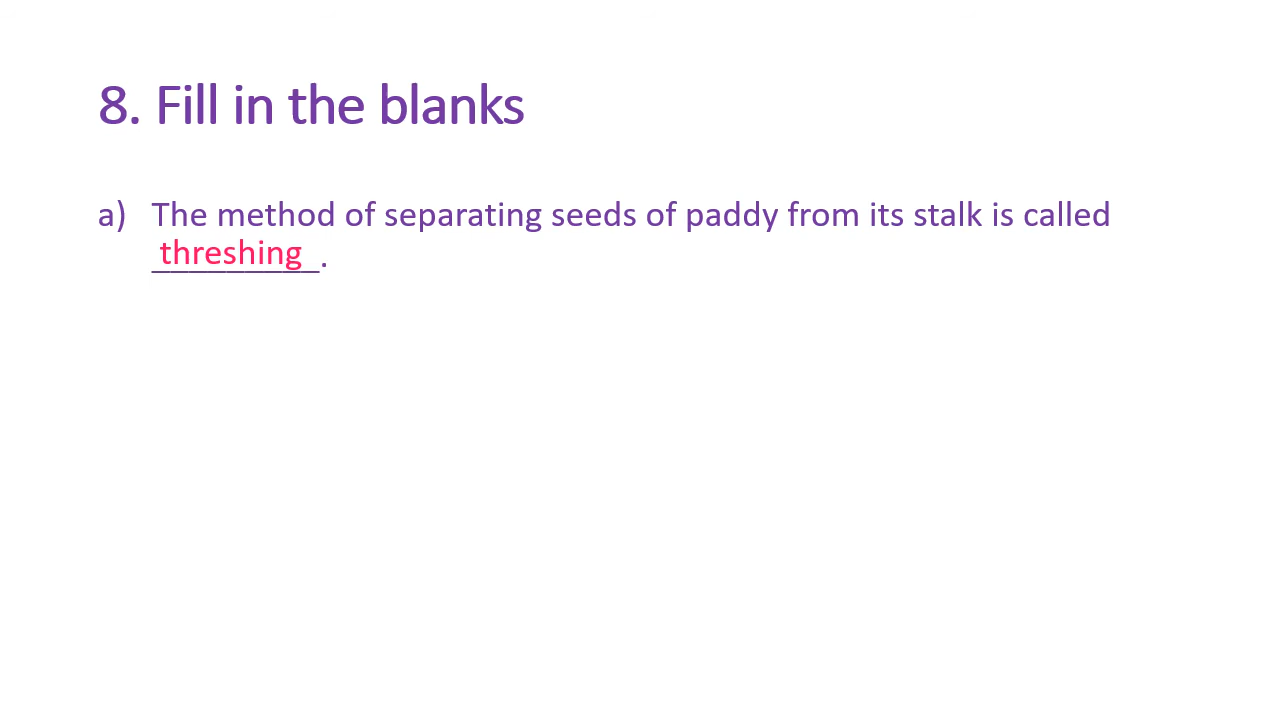 8. Fill in the blanks
a) The method of separating seeds of paddy from its stalk is called
threshing.